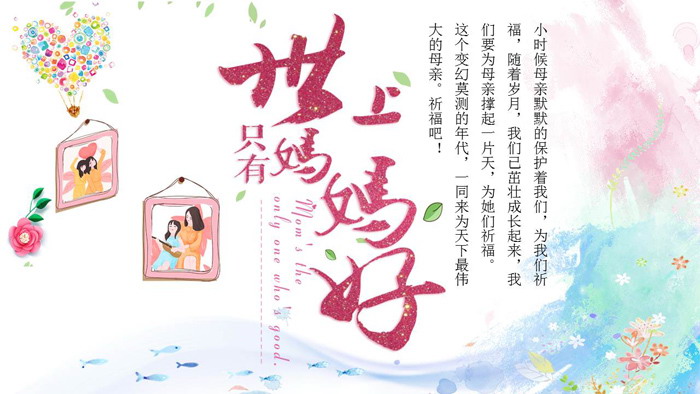 世上
只有
媽媽好
Mom's the
only one who's good.
小时候母亲默默的保护着我们，为我们祈
福，随着岁月，我们已茁壮成长起来，我
们要为母亲撑起一片天，为她们祈福。
这个变幻莫测的年代，一同来为天下最伟
大的母亲。祈福吧！